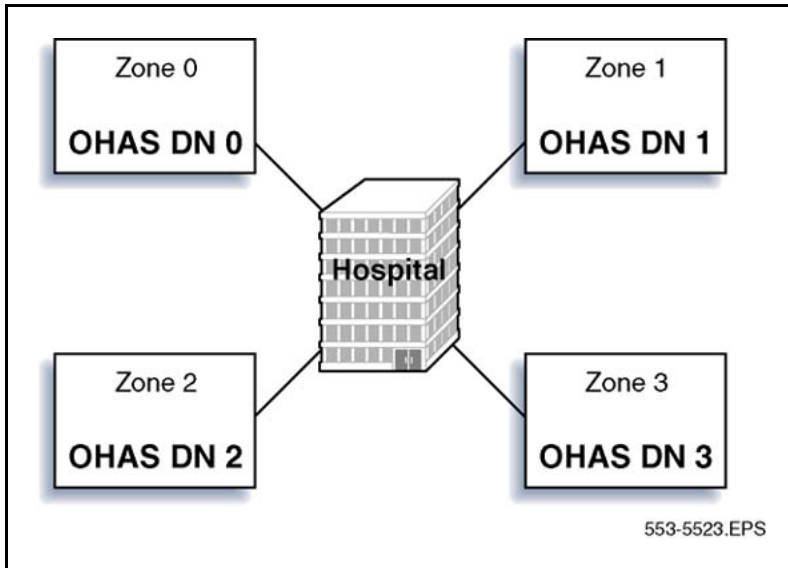 Zone 0
OHAS DN 0
Zone 1
OHAS DN 1
Hospital
Zone 2
OHAS DN 2
Zone 3
OHAS DN 3
553-5523.EPS